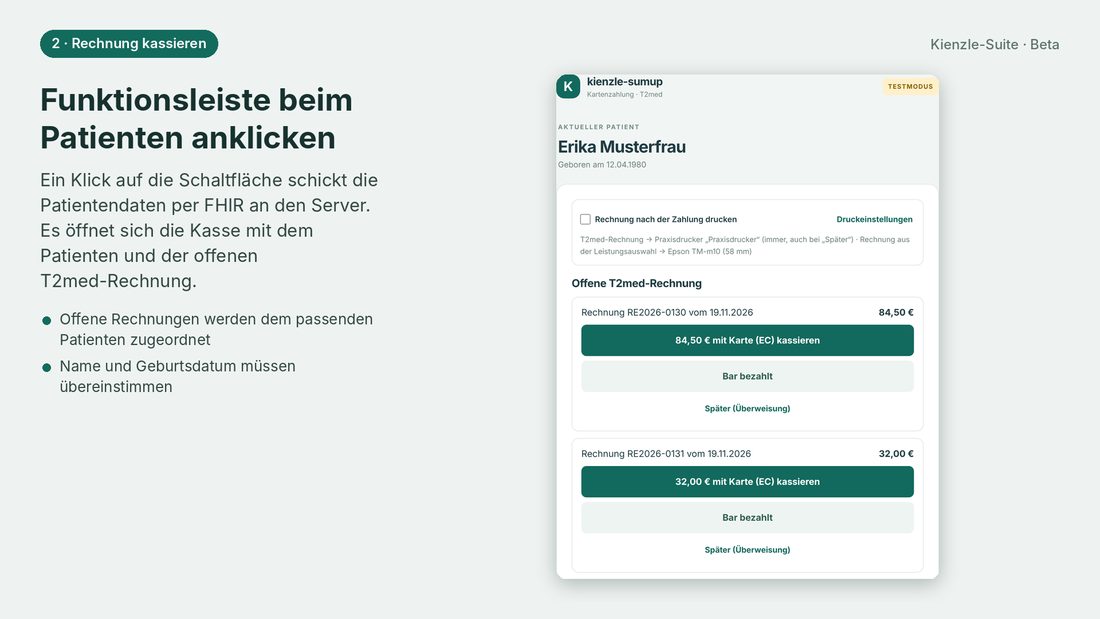 2 · Rechnung kassieren
Kienzle-Suite · Beta
Funktionsleiste beim
Patienten anklicken
Ein Klick auf die Schaltfläche schickt die
Patientendaten per FHIR an den Server.
Es öffnet sich die Kasse mit dem
Patienten und der offenen
T2med-Rechnung.
Offene Rechnungen werden dem passenden
Patienten zugeordnet
Name und Geburtsdatum müssen
übereinstimmen
K
kienzle-sumup
Kartenzahlung · T2med
TESTMODUS
AKTUELLER PATIENT
Erika Musterfrau
Geboren am 12.04.1980
Rechnung nach der Zahlung drucken
Druckeinstellungen
T2med-Rechnung → Praxisdrucker „Praxisdrucker“ (immer, auch bei „Später“) · Rechnung aus
der Leistungsauswahl → Epson TM-m10 (58 mm)
Offene T2med-Rechnung
Rechnung RE2026-0130 vom 19.11.2026
84,50 €
84,50 € mit Karte (EC) kassieren
Bar bezahlt
Später (Überweisung)
Rechnung RE2026-0131 vom 19.11.2026
32,00 €
32,00 € mit Karte (EC) kassieren
Bar bezahlt
Später (Überweisung)